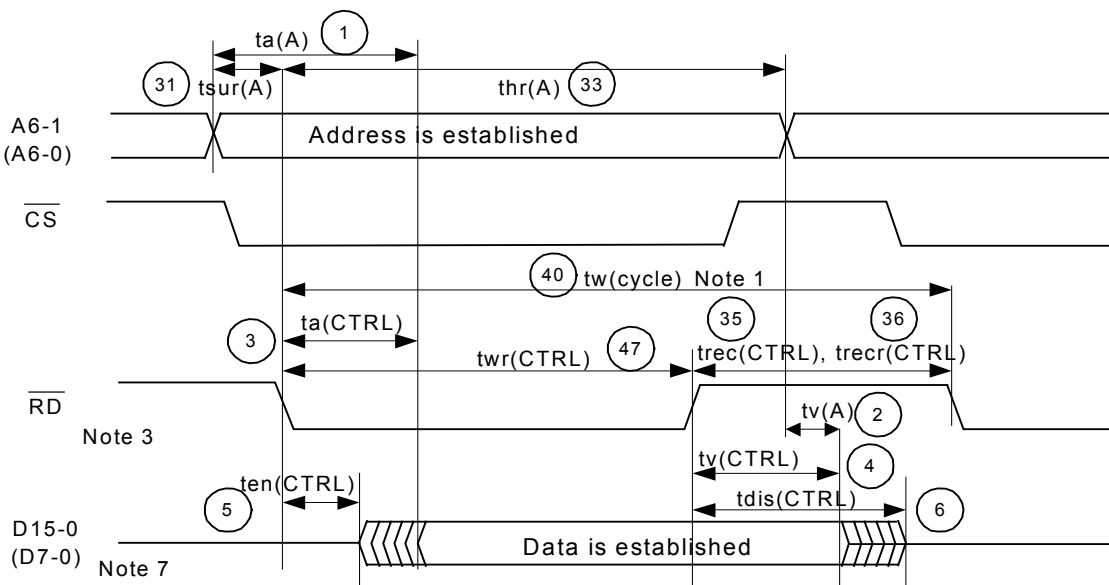 ta(A) 1
31 tsur(A) thr(A) 33
A6-1
(A6-0)
Address is established
CS
40 tw(cycle) Note 1
3 ta(CTRL) 35 36
twr(CTRL) 47 trec(CTRL), trecr(CTRL)
RD
Note 3
tv(A) 2
tv(CTRL) 4
5 ten(CTRL) tdis(CTRL) 6
D15-0
(D7-0)
Note 7
Data is established